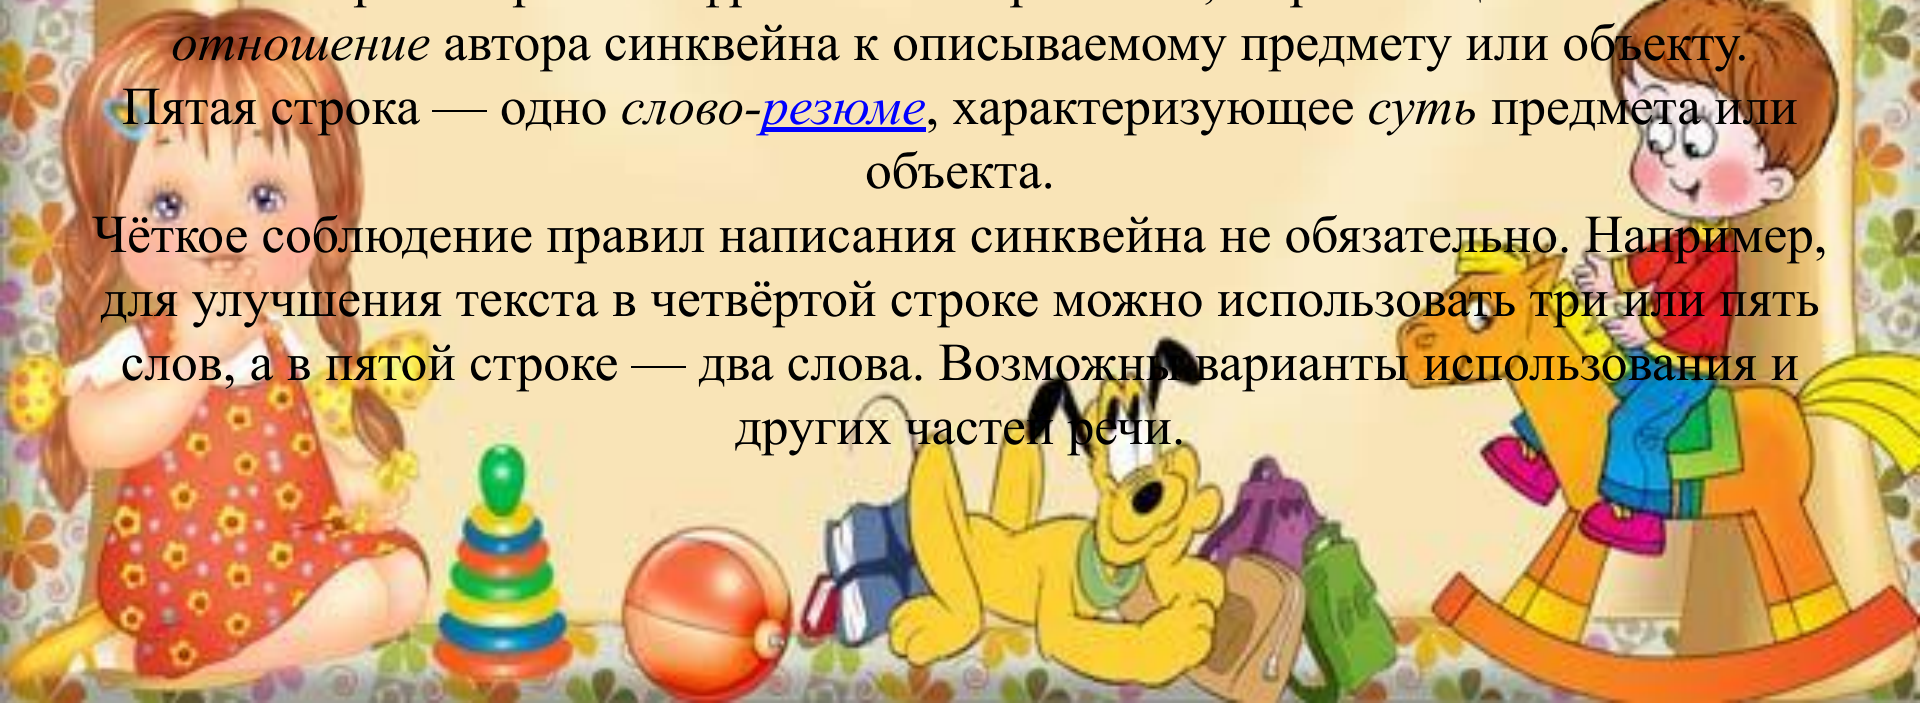 отношение автора синквейна к описываемому предмету или объекту.
Пятая строка — одно слово-резюме, характеризующее суть предмета или
объекта.
Чёткое соблюдение правил написания синквейна не обязательно. Например,
для улучшения текста в четвёртой строке можно использовать три или пять
слов, а в пятой строке — два слова. Возможны варианты использования и
других частей речи.